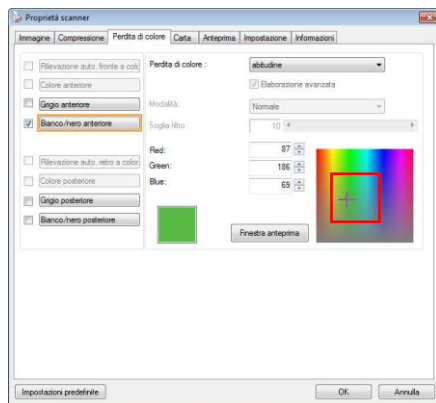 Proprietà scanner
Immagine Compressione Perdita di colore Carta Anteprima Impostazione Informazioni
Rilevazione auto. fronte a colo
Colore anteriore
Grigio anteriore
Bianco/nero anteriore
Rilevazione auto. retro a color
Colore posteriore
Grigio posteriore
Bianco/nero posteriore
Perdita di colore : abitudine
Elaborazione avanzata
Modalità: Normale
Soglia filtro : 10
Red: 87
Green: 186
Blue: 69
Finestra anteprima
Impostazioni predefinite OK Annulla